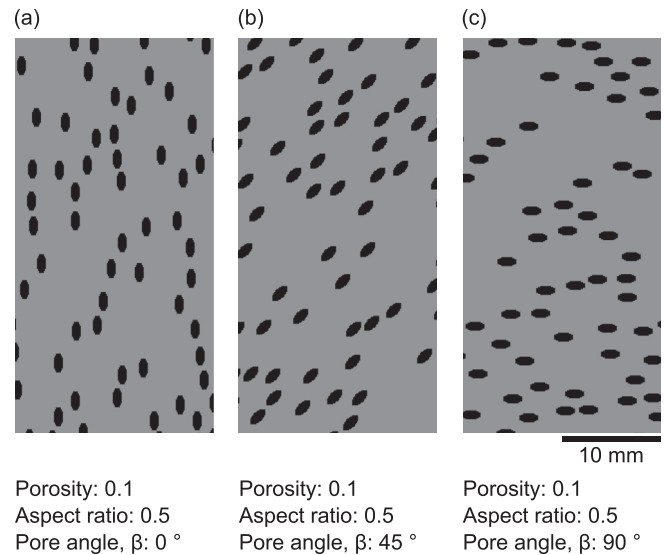 (a)
(b)
(c)
10 mm
Porosity: 0.1
Aspect ratio: 0.5
Pore angle, β: 0 °
Porosity: 0.1
Aspect ratio: 0.5
Pore angle, β: 45 °
Porosity: 0.1
Aspect ratio: 0.5
Pore angle, β: 90 °